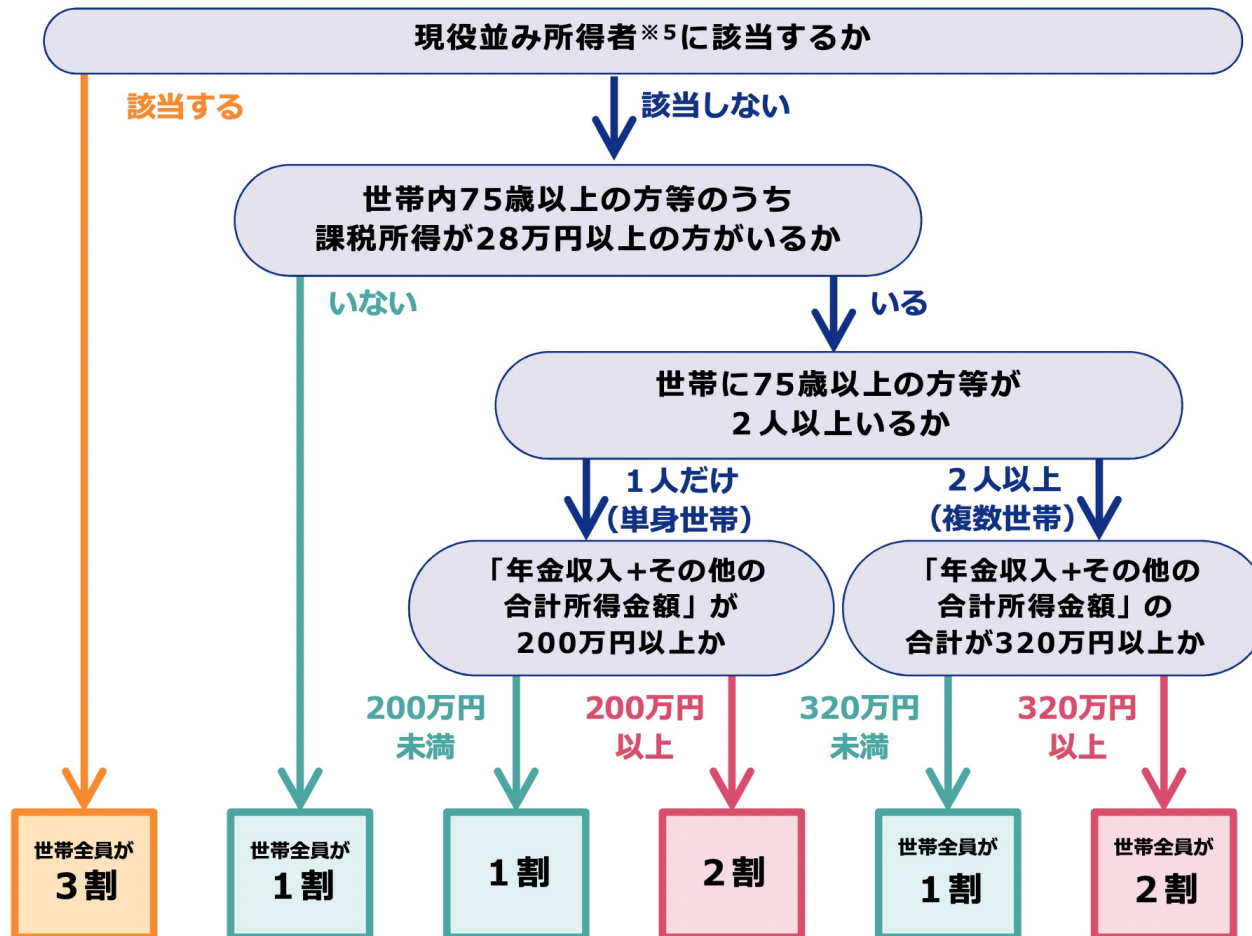 現役並み所得者※5に該当するか
該当する
該当しない
世帯内75歳以上の方等のうち
課税所得が28万円以上の方がいるか
いない
いる
世帯に75歳以上の方等が
2人以上いるか
1人だけ
(単身世帯)
2人以上
(複数世帯)
「年金収入+その他の
合計所得金額」が
200万円以上か
「年金収入+その他の
合計所得金額」の
合計が320万円以上か
200万円
未満
200万円
以上
320万円
未満
320万円
以上
世帯全員が
3割
世帯全員が
1割
1割
2割
世帯全員が
1割
世帯全員が
2割